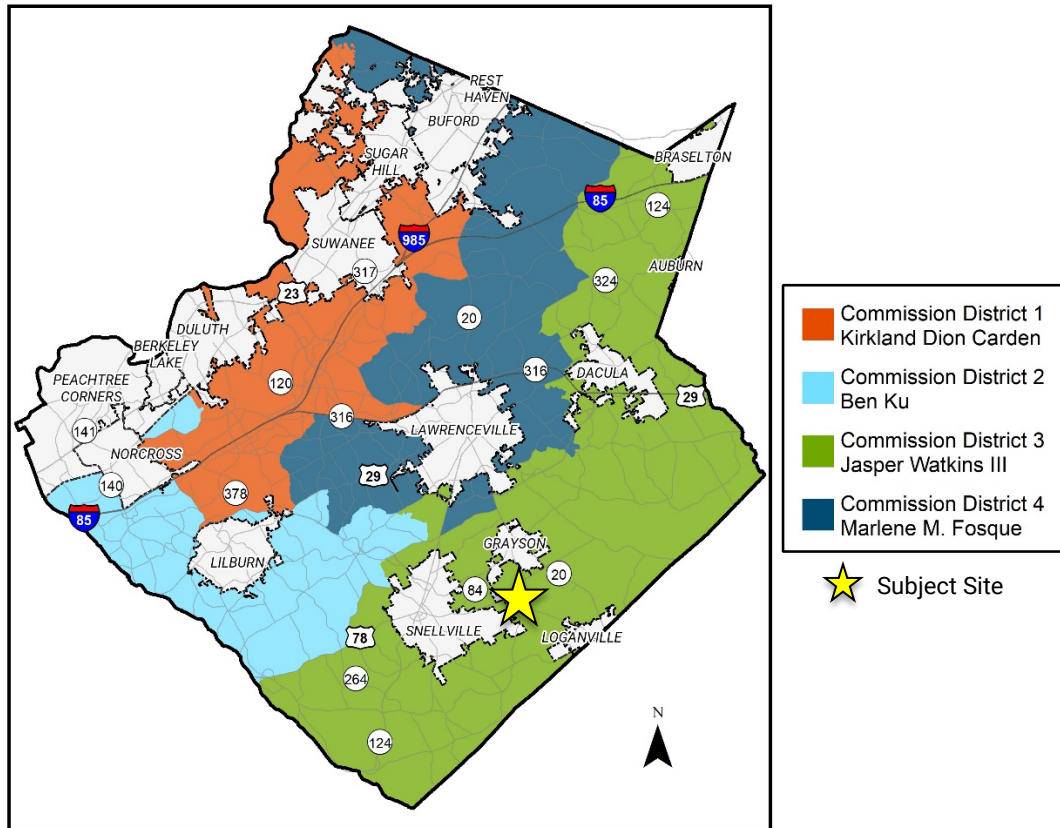 REST
HAVEN
BUFORD
BRASELTON
SUGAR
HILL
85
124
SUWANEE
985
317
AUBURN
324
23
DULUTH
BERKELEY
LAKE
20
PEACHTREE
CORNERS
120
316
DACULA
29
141
316
LAWRENCEVILLE
NORCROSS
29
140
378
85
LILBURN
GRAYSON
84
20
SNELLVILLE
LOGANVILLE
78
264
124
N
Commission District 1
Kirkland Dion Carden
Commission District 2
Ben Ku
Commission District 3
Jasper Watkins III
Commission District 4
Marlene M. Fosque
Subject Site